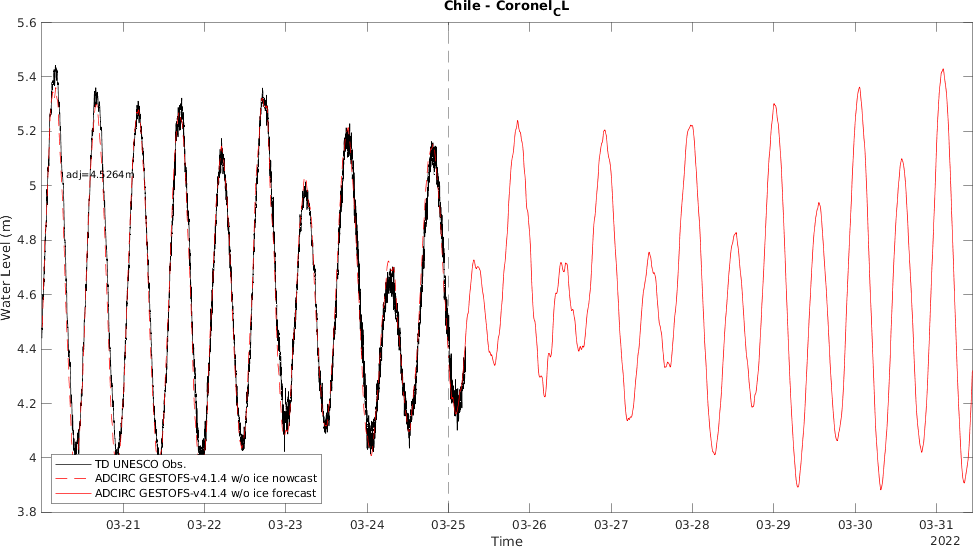 Chile - Coronel_CL
5.6
5.4
5.2
5
4.8
4.6
4.4
4.2
4
3.8
Water Level (m)
adj=4.5264m
TD UNESCO Obs.
ADCIRC GESTOFS-v4.1.4 w/o ice nowcast
ADCIRC GESTOFS-v4.1.4 w/o ice forecast
03-21 03-22 03-23 03-24 03-25 03-26 03-27 03-28 03-29 03-30 03-31
Time
2022